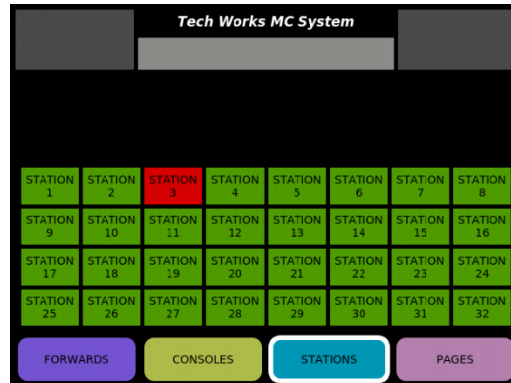 Tech Works MC System
STATION 1
STATION 2
STATION 3
STATION 4
STATION 5
STATION 6
STATION 7
STATION 8
STATION 9
STATION 10
STATION 11
STATION 12
STATION 13
STATION 14
STATION 15
STATION 16
STATION 17
STATION 18
STATION 19
STATION 20
STATION 21
STATION 22
STATION 23
STATION 24
STATION 25
STATION 26
STATION 27
STATION 28
STATION 29
STATION 30
STATION 31
STATION 32
FORWARDS
CONSOLES
STATIONS
PAGES